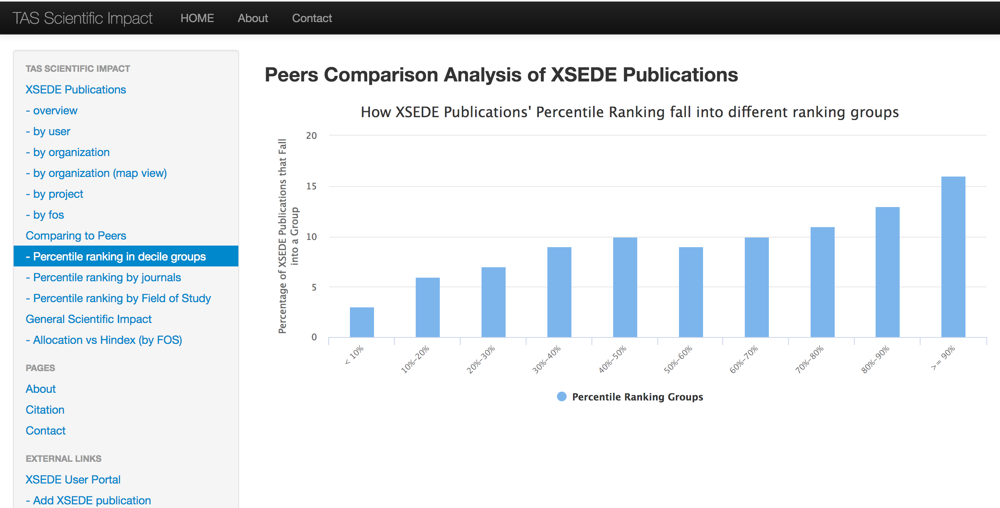 TAS Scientific Impact HOME About Contact
TAS SCIENTIFIC IMPACT
XSEDE Publications
- overview
- by user
- by organization
- by organization (map view)
- by project
- by fos
Comparing to Peers
- Percentile ranking in decile groups
- Percentile ranking by journals
- Percentile ranking by Field of Study
General Scientific Impact
- Allocation vs Hindex (by FOS)
PAGES
About
Citation
Contact
EXTERNAL LINKS
XSEDE User Portal
- Add XSEDE publication
Peers Comparison Analysis of XSEDE Publications
How XSEDE Publications' Percentile Ranking fall into different ranking groups
Percentage of XSEDE Publications that Fall
into a Group
20
15
10
5
0
< 10%
10%-20%
20%-30%
30%-40%
40%-50%
50%-60%
60%-70%
70%-80%
80%-90%
>= 90%
Percentile Ranking Groups